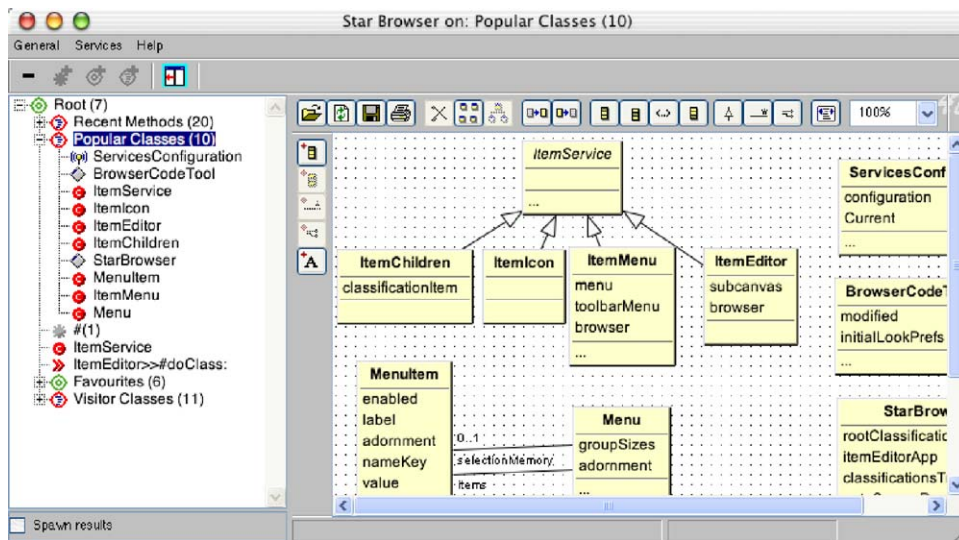 Star Browser on: Popular Classes (10)
General Services Help
Root (7)
Recent Methods (20)
Popular Classes (10)
ServicesConfiguration
BrowserCodeTool
ItemService
ItemIcon
ItemEditor
ItemChildren
StarBrowser
MenuItem
ItemMenu
Menu
#(1)
ItemService
ItemEditor>>#doClass:
Favourites (6)
Visitor Classes (11)
Spawn results
100%
A
ItemService
...
ItemChildren
classificationItem
ItemIcon
ItemMenu
menu
toolbarMenu
browser
...
ItemEditor
subcanvas
browser
ServicesConf
configuration
Current
...
BrowserCodeT
modified
initialLookPrefs
...
MenuItem
enabled
label
adornment
nameKey
value
0..1
selectionMemory
items
Menu
groupSizes
adornment
...
StarBrow
rootClassificatic
itemEditorApp
classificationsT